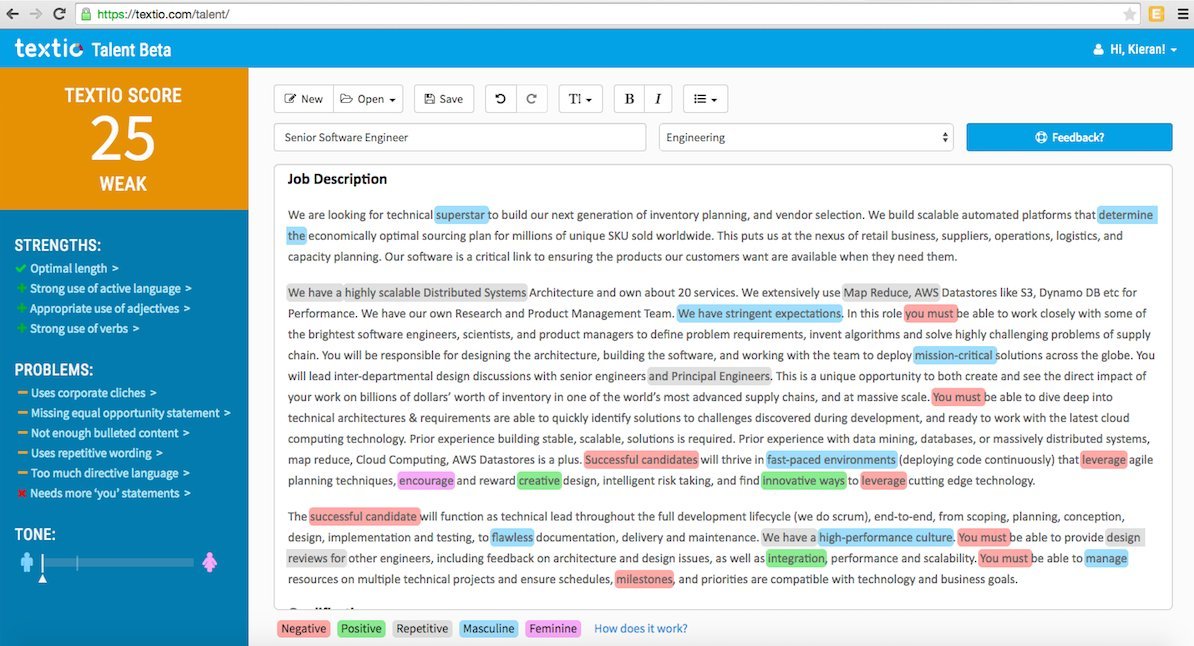 https://textio.com/talent/
textio Talent Beta
Hi, Kieran!
TEXTIO SCORE
25
WEAK
STRENGTHS:
Optimal length >
Strong use of active language >
Appropriate use of adjectives >
Strong use of verbs >
PROBLEMS:
Uses corporate cliches >
Missing equal opportunity statement >
Not enough bulleted content >
Uses repetitive wording >
Too much directive language >
Needs more ‘you’ statements >
TONE:
New Open Save T B I
Senior Software Engineer
Engineering
Feedback?
Job Description
We are looking for technical superstar to build our next generation of inventory planning, and vendor selection. We build scalable automated platforms that determine
the economically optimal sourcing plan for millions of unique SKU sold worldwide. This puts us at the nexus of retail business, suppliers, operations, logistics, and
capacity planning. Our software is a critical link to ensuring the products our customers want are available when they need them.
We have a highly scalable Distributed Systems Architecture and own about 20 services. We extensively use Map Reduce, AWS Datastores like S3, Dynamo DB etc for
Performance. We have our own Research and Product Management Team. We have stringent expectations. In this role you must be able to work closely with some of
the brightest software engineers, scientists, and product managers to define problem requirements, invent algorithms and solve highly challenging problems of supply
chain. You will be responsible for designing the architecture, building the software, and working with the team to deploy mission-critical solutions across the globe. You
will lead inter-departmental design discussions with senior engineers and Principal Engineers. This is a unique opportunity to both create and see the direct impact of
your work on billions of dollars’ worth of inventory in one of the world’s most advanced supply chains, and at massive scale. You must be able to dive deep into
technical architectures & requirements are able to quickly identify solutions to challenges discovered during development, and ready to work with the latest cloud
computing technology. Prior experience building stable, scalable, solutions is required. Prior experience with data mining, databases, or massively distributed systems,
map reduce, Cloud Computing, AWS Datastores is a plus. Successful candidates will thrive in fast-paced environments (deploying code continuously) that leverage agile
planning techniques, encourage and reward creative design, intelligent risk taking, and find innovative ways to leverage cutting edge technology.
The successful candidate will function as technical lead throughout the full development lifecycle (we do scrum), end-to-end, from scoping, planning, conception,
design, implementation and testing, to flawless documentation, delivery and maintenance. We have a high-performance culture. You must be able to provide design
reviews for other engineers, including feedback on architecture and design issues, as well as integration, performance and scalability. You must be able to manage
resources on multiple technical projects and ensure schedules, milestones, and priorities are compatible with technology and business goals.
Negative Positive Repetitive Masculine Feminine How does it work?